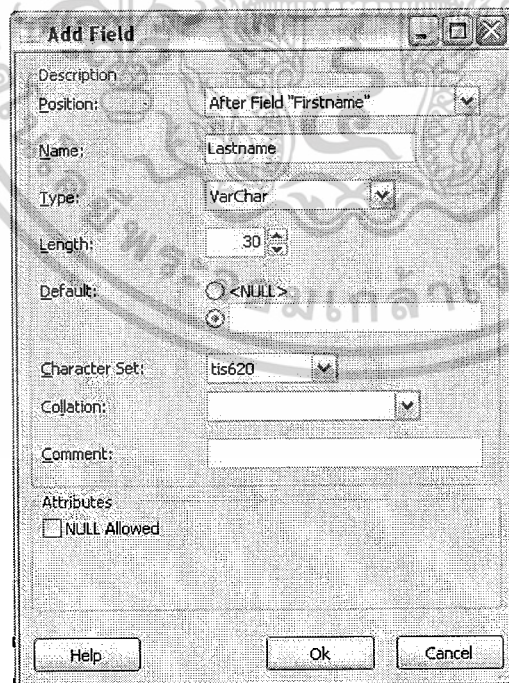 Add Field
Description
Position: After Field "Firstname"
Name: Lastname
Type: VarChar
Length: 30
Default: <NULL>
Character Set: tis620
Collation:
Comment:
Attributes
NULL Allowed
Help Ok Cancel